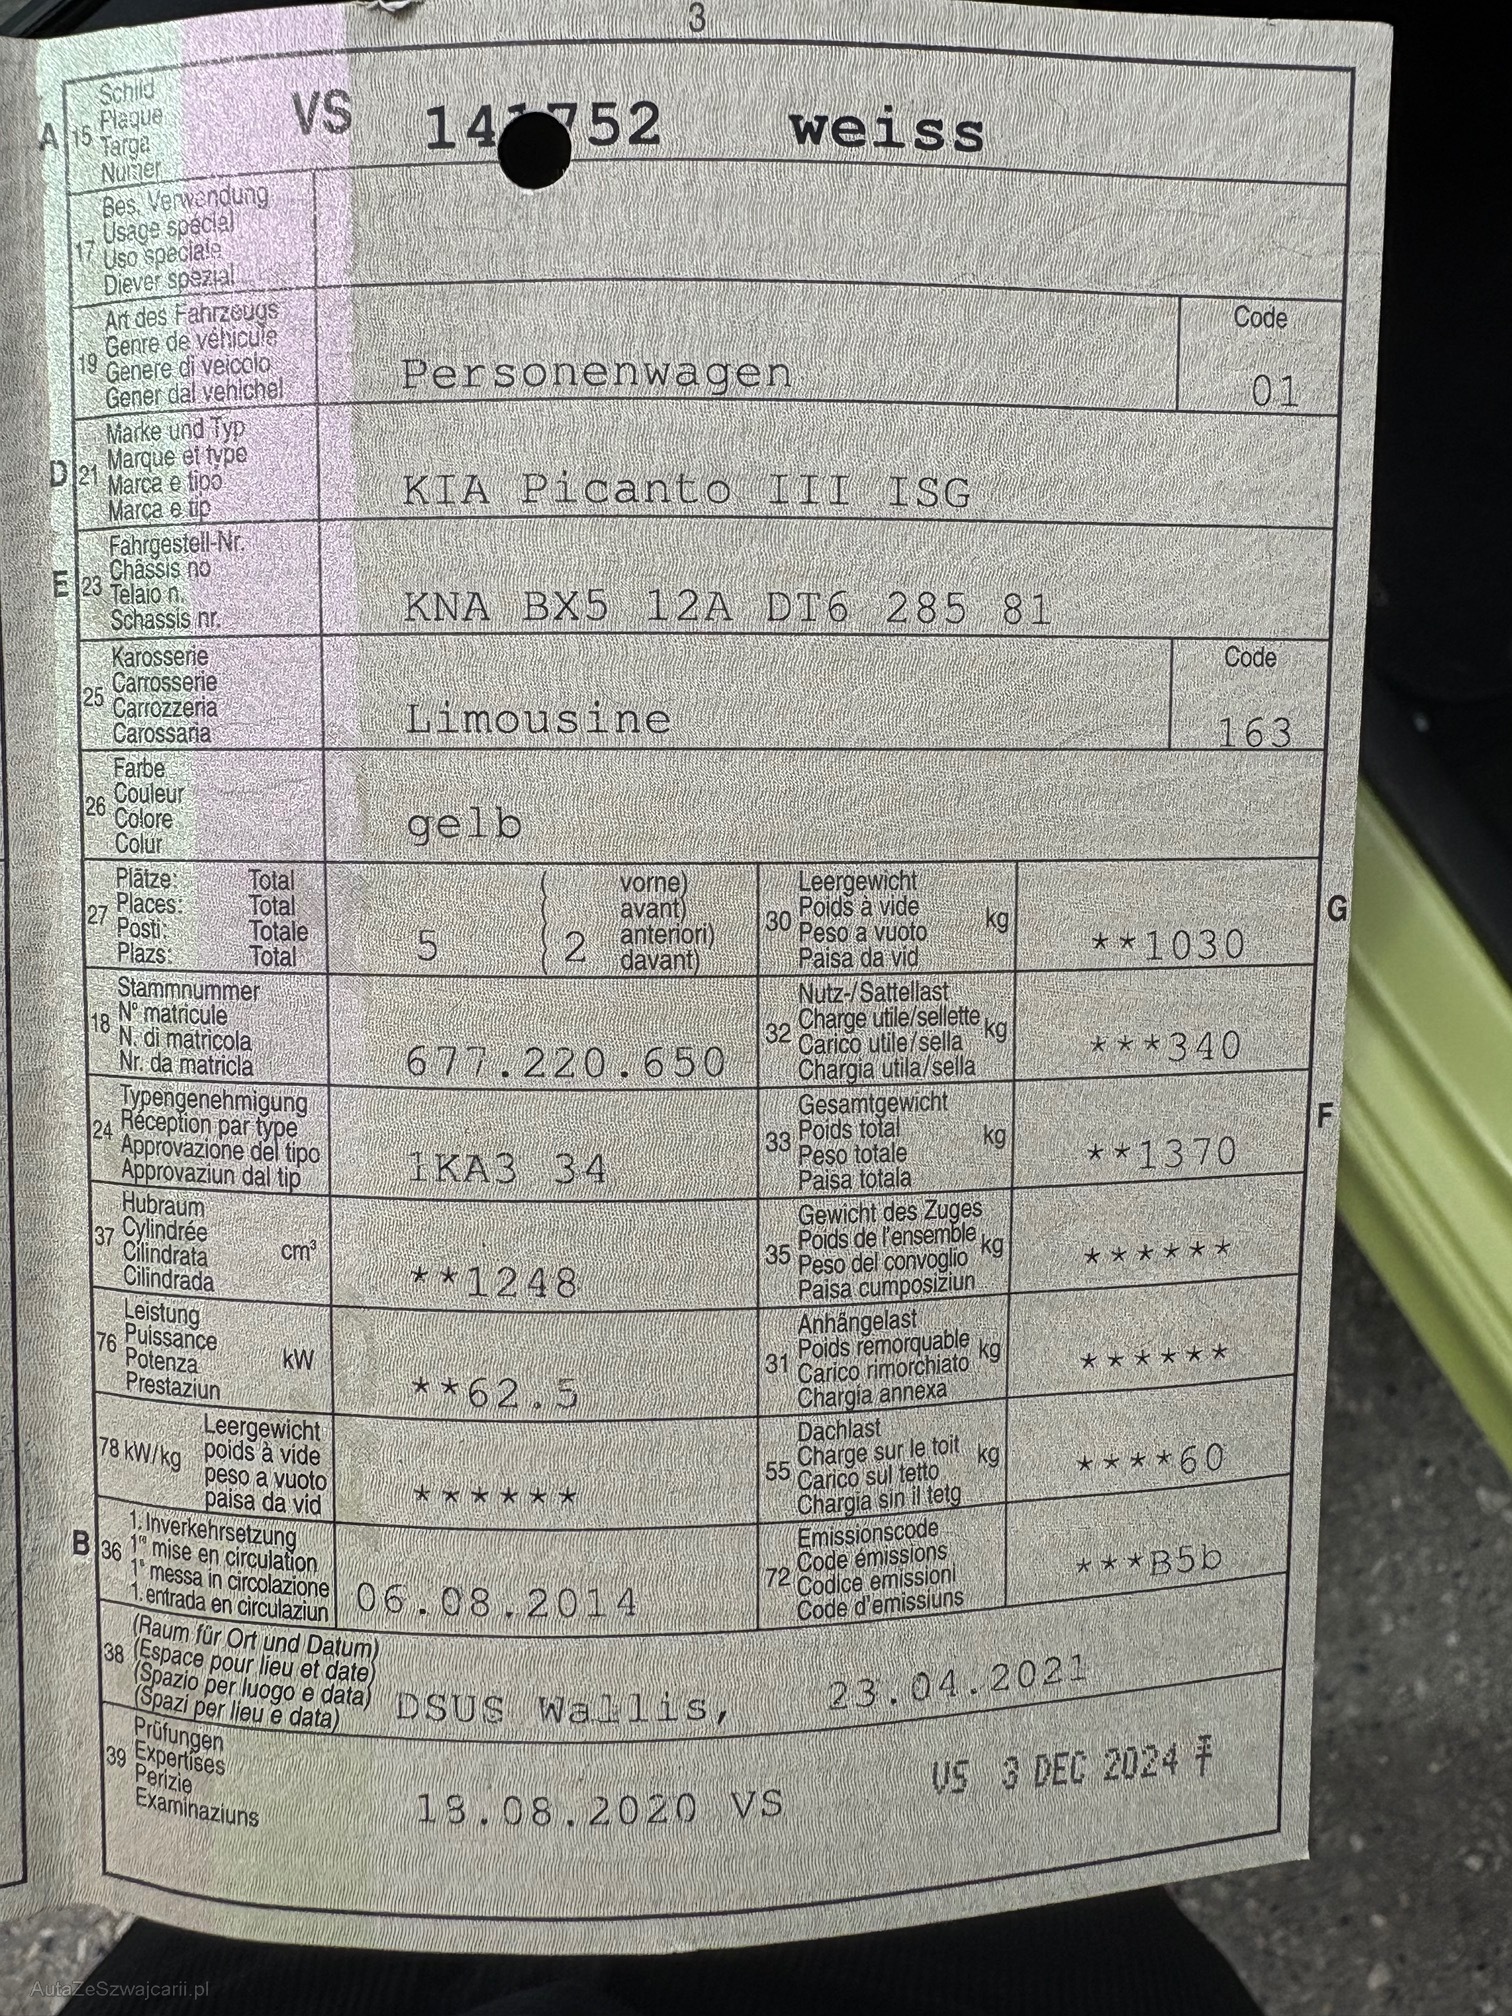 3
A 15 Schild
Plaque
Targa
Numer
VS
752 weiss
17 Bes. Verwendung
Usage spécial
Uso speciale
Diever spezial
19 Art des Fahrzeugs
Genre de véhicule
Genere di veicolo
Gener dal vehichel
Personenwagen
Code
01
D 21 Marke und Typ
Marque et type
Marca e tipo
Marca e tip
KIA Picanto III ISG
E 23 Fahrgestell-Nr.
Châssis no
Telaio n.
Schassis nr.
KNA BX5 12A DT6 285 81
25 Karosserie
Carrosserie
Carrozzeria
Carossaria
Limousine
Code
163
26 Farbe
Couleur
Colore
Colur
gelb
27 Plätze: Total
Places: Total
Posti: Totale
Plazs: Total
5 ( 2 vorne)
avant)
anteriori)
davant)
30 Leergewicht
Poids à vide
Peso a vuoto
Paisa da vid
kg
**1030
G
18 Stammnummer
N° matricule
N. di matricola
Nr. da matricla
677.220.650
32 Nutz-/Sattellast
Charge utile/sellette
Carico utile/sella
Chargia utila/sella
kg
***340
24 Typengenehmigung
Réception par type
Approvazione del tipo
Approvaziun dal tip
1KA3 34
33 Gesamtgewicht
Poids total
Peso totale
Paisa totala
kg
**1370
F
37 Hubraum
Cylindrée
Cilindrata
Cilindrada
cm³
**1248
35 Gewicht des Zuges
Poids de l'ensemble
Peso del convoglio
Paisa cumposiziun
kg
******
76 Leistung
Puissance
Potenza
Prestaziun
kW
**62.5
31 Anhängelast
Poids remorquable
Carico rimorchiato
Chargia annexa
kg
******
78 kW/kg Leergewicht
poids à vide
peso a vuoto
paisa da vid
******
55 Dachlast
Charge sur le toit
Carico sul tetto
Chargia sin il tetg
kg
****60
B 36 1. Inverkehrsetzung
1re mise en circulation
1a messa in circolazione
1. entrada en circulaziun
06.08.2014
72 Emissionscode
Code émissions
Codice emissioni
Code d'emissiuns
***B5b
38 (Raum für Ort und Datum)
(Espace pour lieu et date)
(Spazio per luogo e data)
(Spazi per lieu e data)
DSUS Wallis, 23.04.2021
39 Prüfungen
Expertises
Perizie
Examinaziuns
18.08.2020 VS
VS 3 DEC 2024
AutaZeSzwajcarii.pl